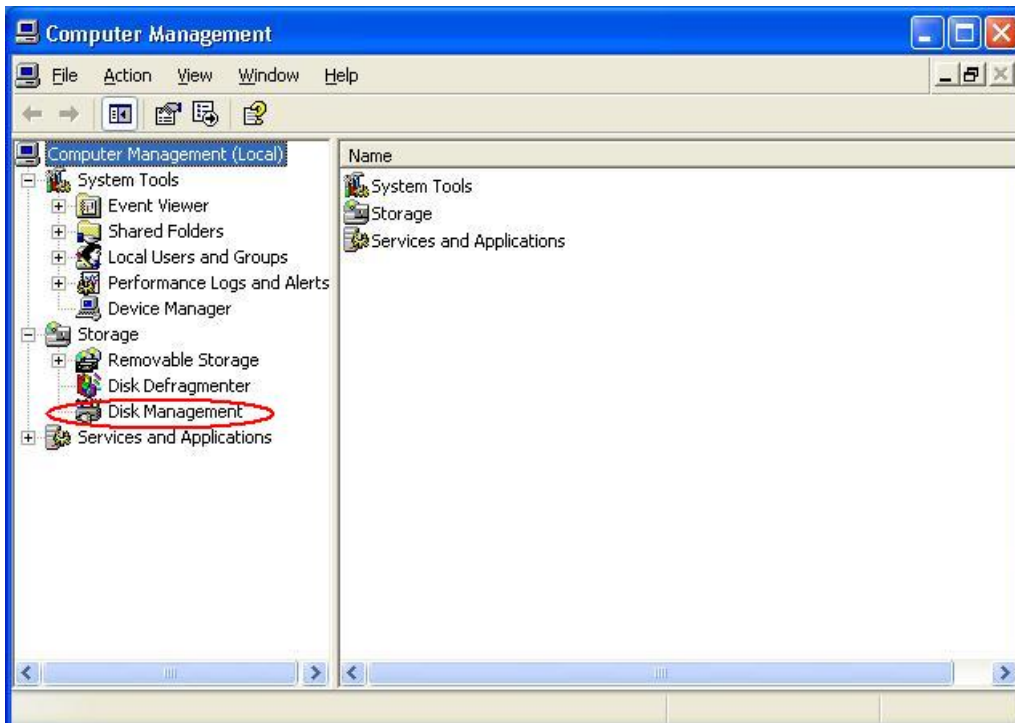 Computer Management
File Action View Window Help
Computer Management (Local)
System Tools
Event Viewer
Shared Folders
Local Users and Groups
Performance Logs and Alerts
Device Manager
Storage
Removable Storage
Disk Defragmenter
Disk Management
Services and Applications
Name
System Tools
Storage
Services and Applications